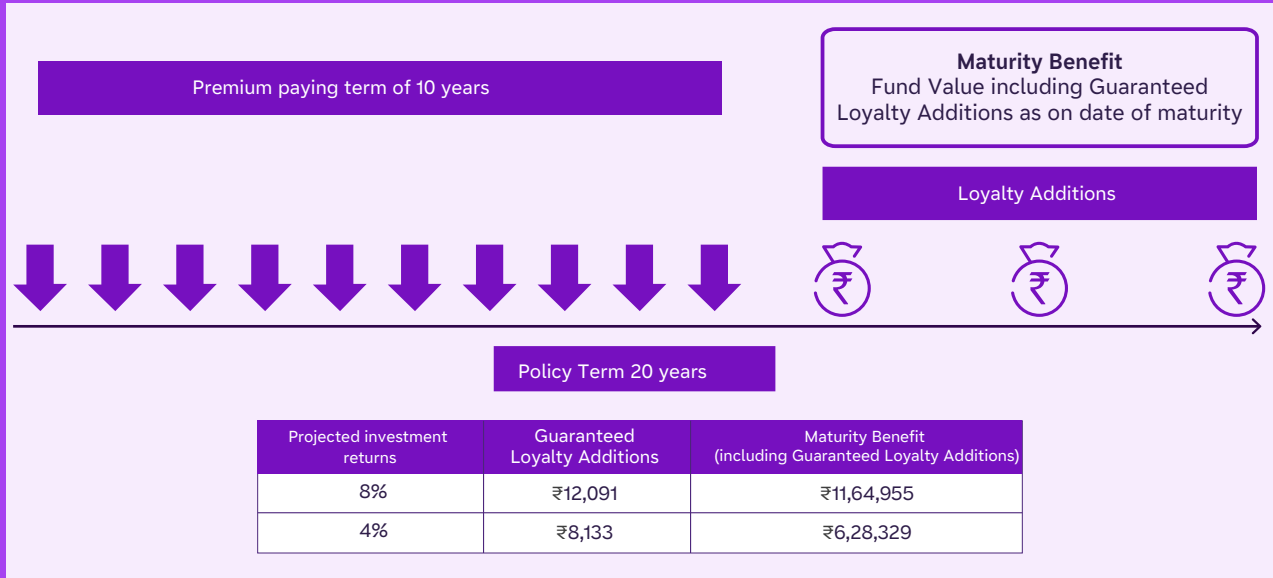 Premium paying term of 10 years
Maturity Benefit
Fund Value including Guaranteed
Loyalty Additions as on date of maturity
Loyalty Additions
₹
₹
₹
Policy Term 20 years
Projected investment
returns
Guaranteed
Loyalty Additions
Maturity Benefit
(including Guaranteed Loyalty Additions)
8%
₹12,091
₹11,64,955
4%
₹8,133
₹6,28,329